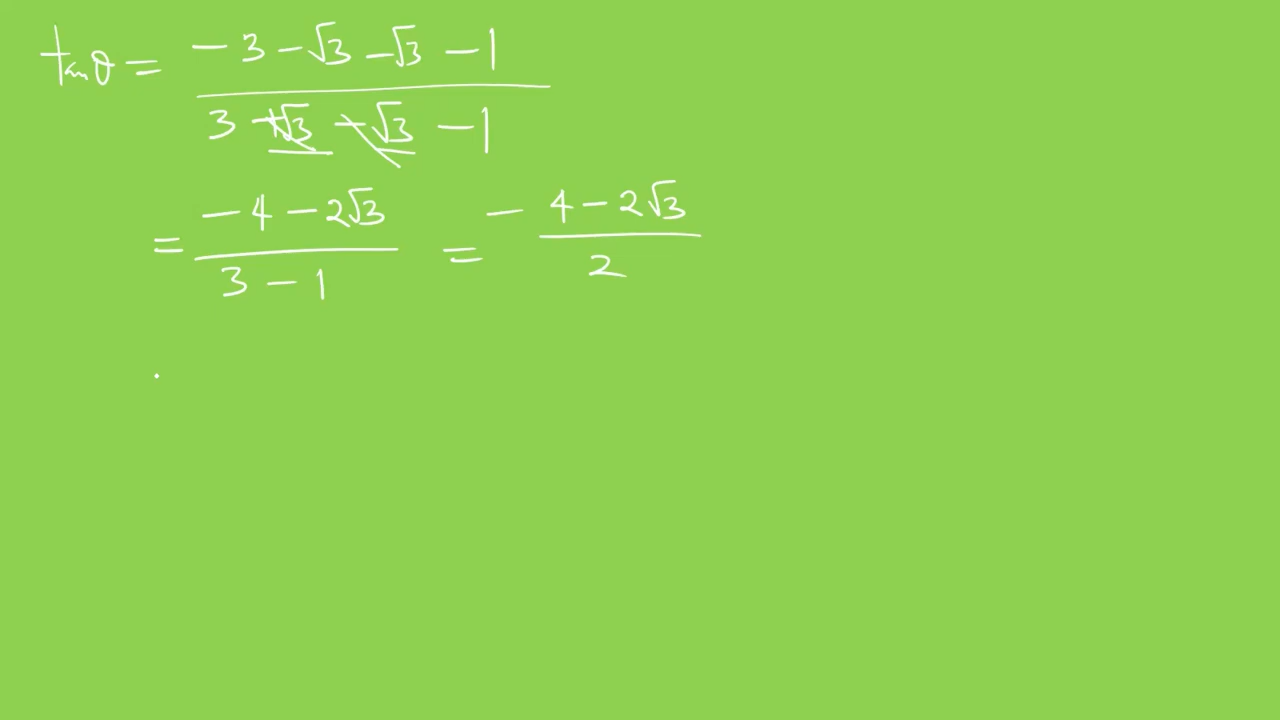 tanθ = (-3 - √3 - √3 - 1) / (3 + √3 - √3 - 1)
= (-4 - 2√3) / (3 - 1) = - (4 - 2√3) / 2